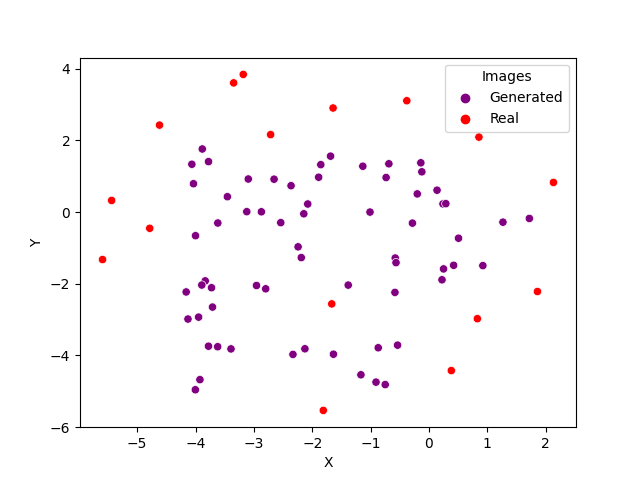 Images
Generated
Real
4
2
0
−2
−4
−6
Y
−5
−4
−3
−2
−1
0
1
2
X